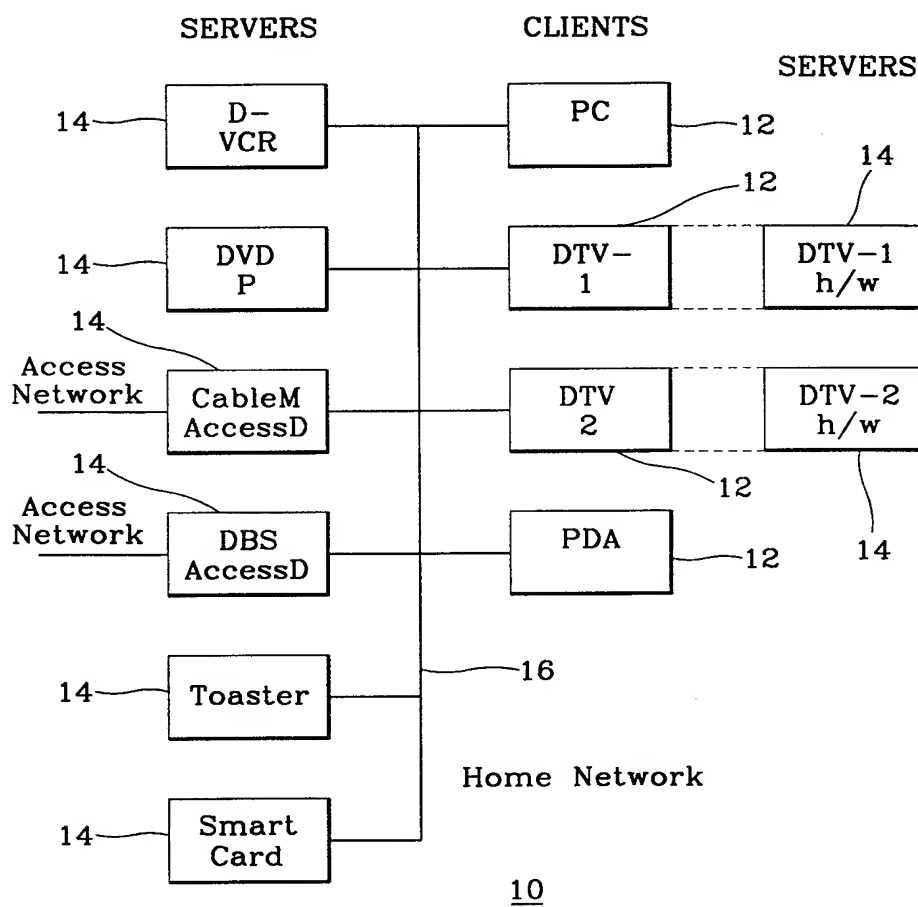 SERVERS
CLIENTS
SERVERS
14
D-
VCR
PC
12
12
14
14
DVD
P
DTV-
1
DTV-1
h/w
14
Access
Network
CableM
AccessD
DTV
2
DTV-2
h/w
14
12
Access
Network
DBS
AccessD
PDA
12
14
14
Toaster
16
Home Network
14
Smart
Card
10